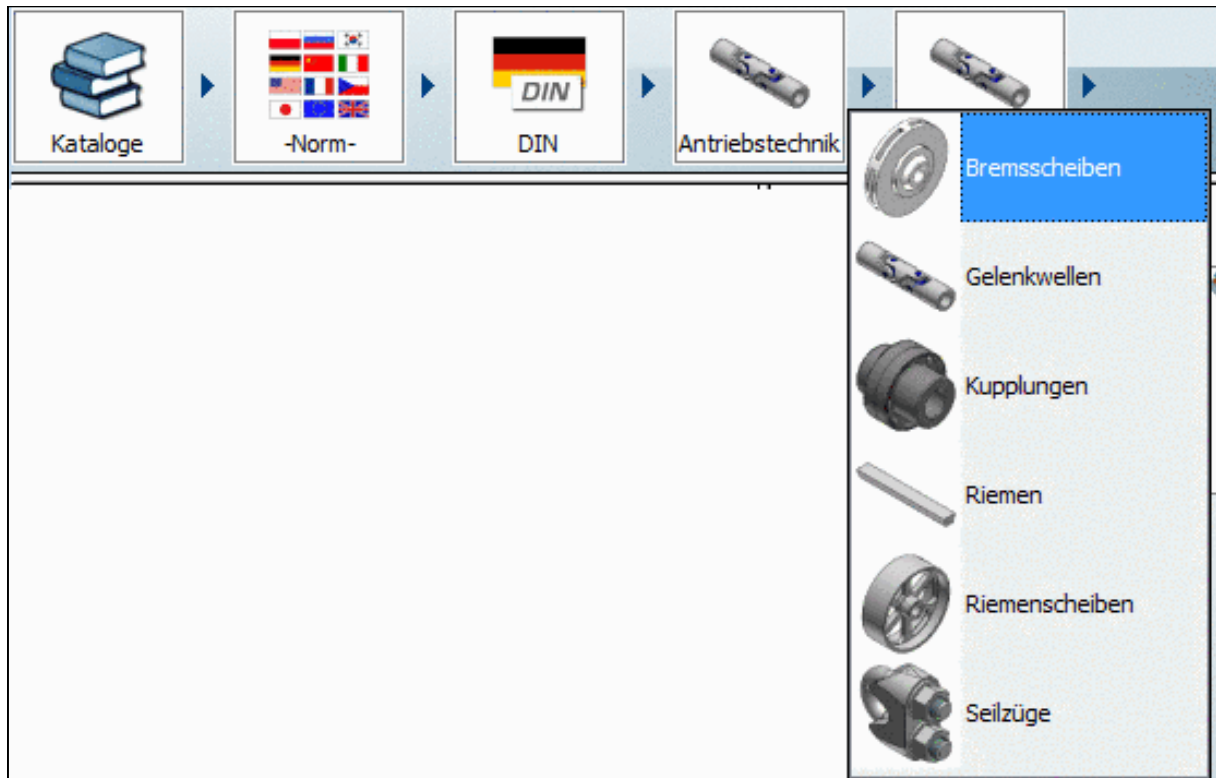 Kataloge
-Norm-
DIN
DIN
Antriebstechnik
Bremsscheiben
Gelenkwellen
Kupplungen
Riemen
Riemenscheiben
Seilzüge